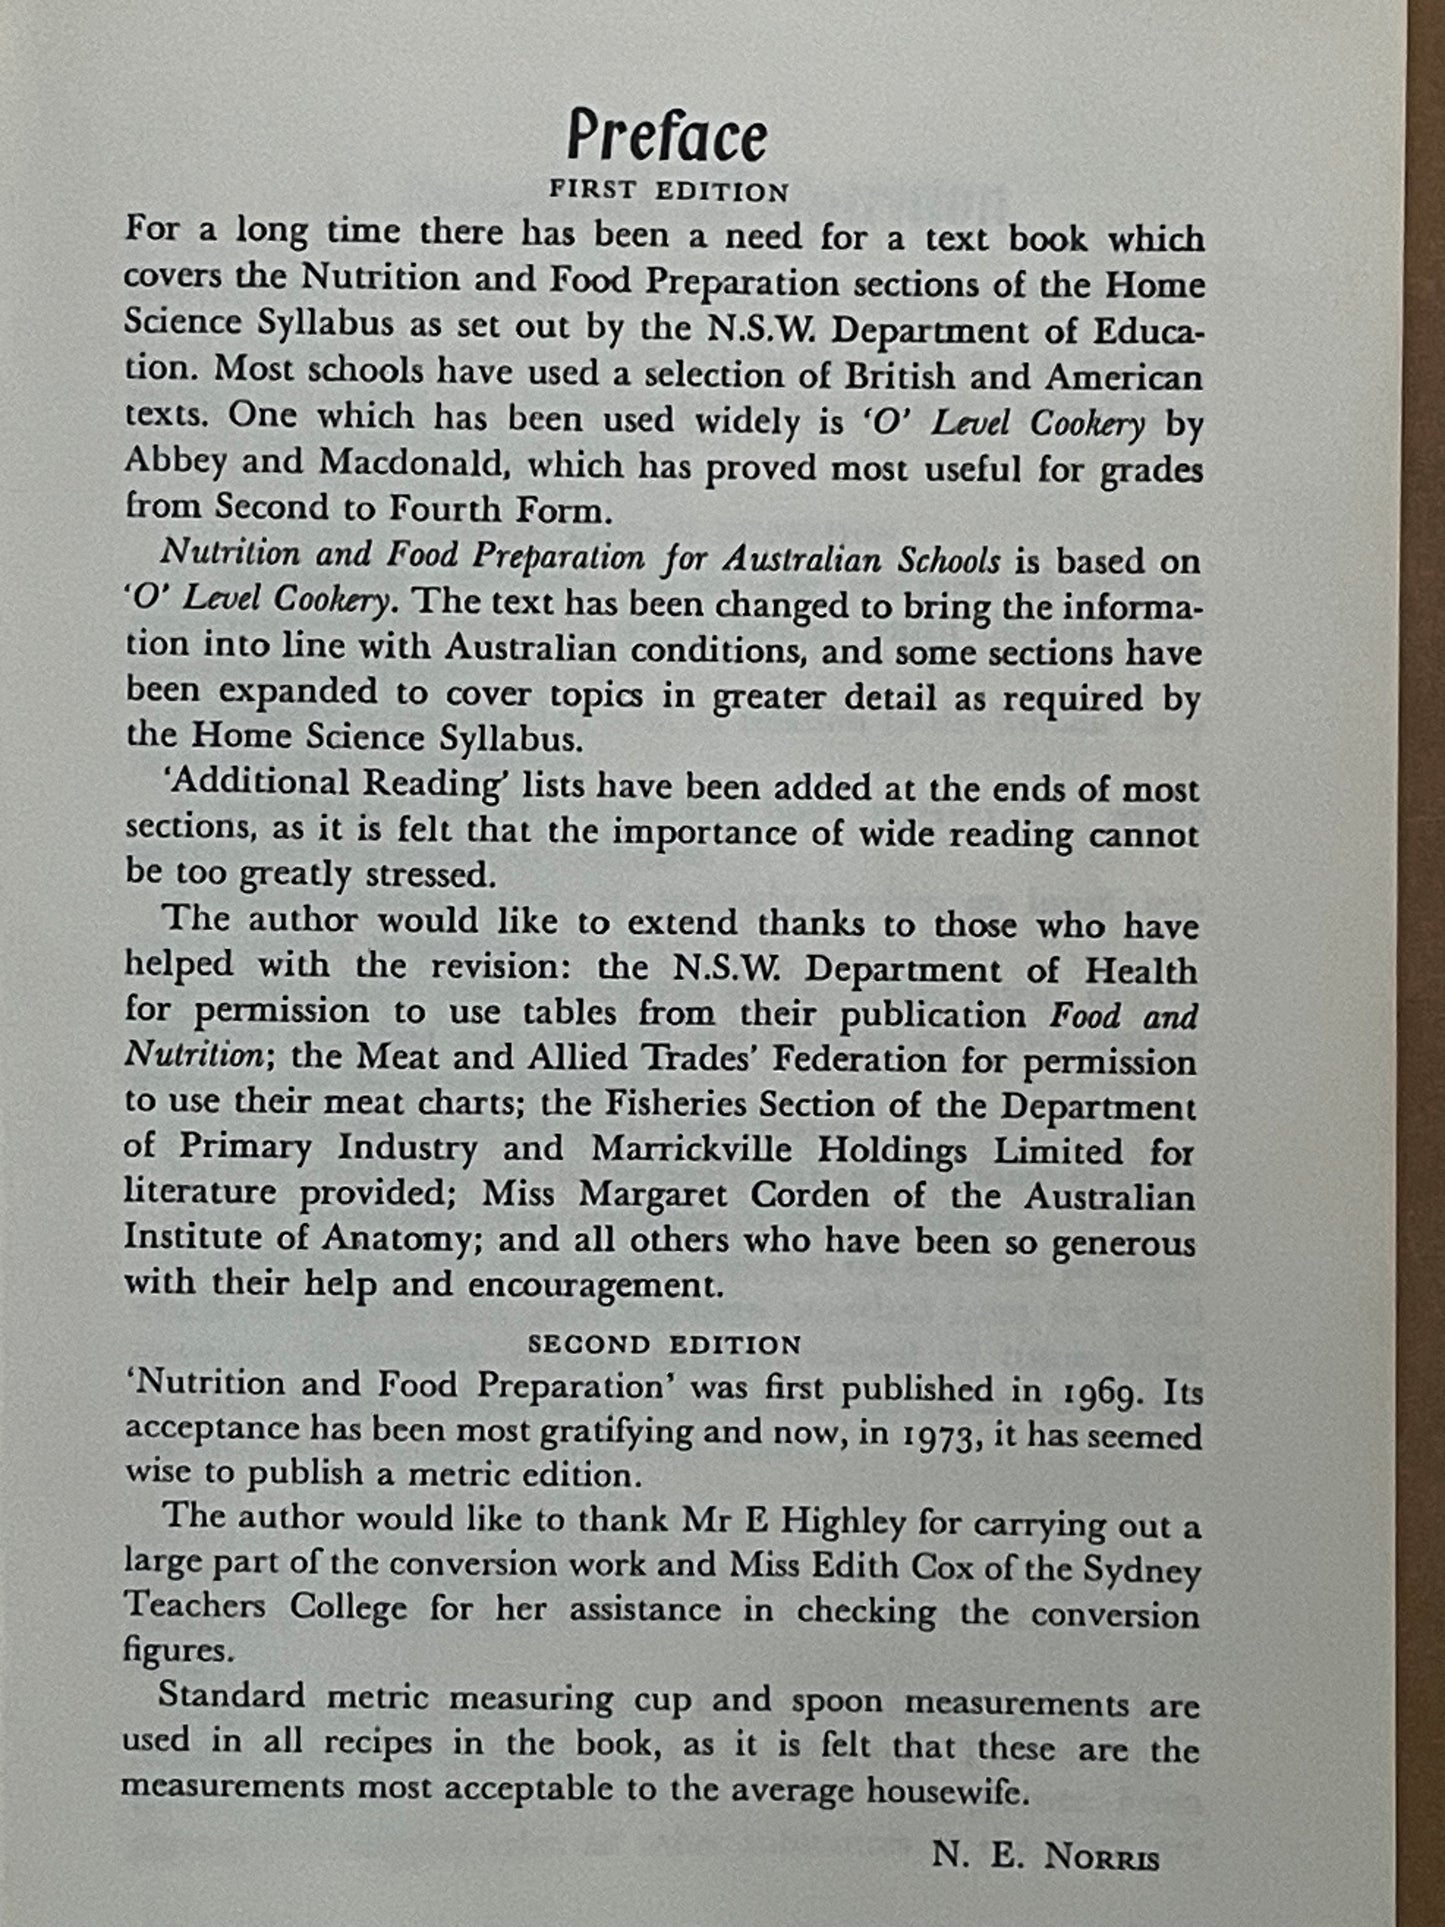 Preface
FIRST EDITION
For a long time there has been a need for a text book which
covers the Nutrition and Food Preparation sections of the Home
Science Syllabus as set out by the N.S.W. Department of Educa-
tion. Most schools have used a selection of British and American
texts. One which has been used widely is ‘O’ Level Cookery by
Abbey and Macdonald, which has proved most useful for grades
from Second to Fourth Form.
Nutrition and Food Preparation for Australian Schools is based on
‘O’ Level Cookery. The text has been changed to bring the informa-
tion into line with Australian conditions, and some sections have
been expanded to cover topics in greater detail as required by
the Home Science Syllabus.
‘Additional Reading’ lists have been added at the ends of most
sections, as it is felt that the importance of wide reading cannot
be too greatly stressed.
The author would like to extend thanks to those who have
helped with the revision: the N.S.W. Department of Health
for permission to use tables from their publication Food and
Nutrition; the Meat and Allied Trades’ Federation for permission
to use their meat charts; the Fisheries Section of the Department
of Primary Industry and Marrickville Holdings Limited for
literature provided; Miss Margaret Corden of the Australian
Institute of Anatomy; and all others who have been so generous
with their help and encouragement.
SECOND EDITION
‘Nutrition and Food Preparation’ was first published in 1969. Its
acceptance has been most gratifying and now, in 1973, it has seemed
wise to publish a metric edition.
The author would like to thank Mr E Highley for carrying out a
large part of the conversion work and Miss Edith Cox of the Sydney
Teachers College for her assistance in checking the conversion
figures.
Standard metric measuring cup and spoon measurements are
used in all recipes in the book, as it is felt that these are the
measurements most acceptable to the average housewife.
N. E. NORRIS